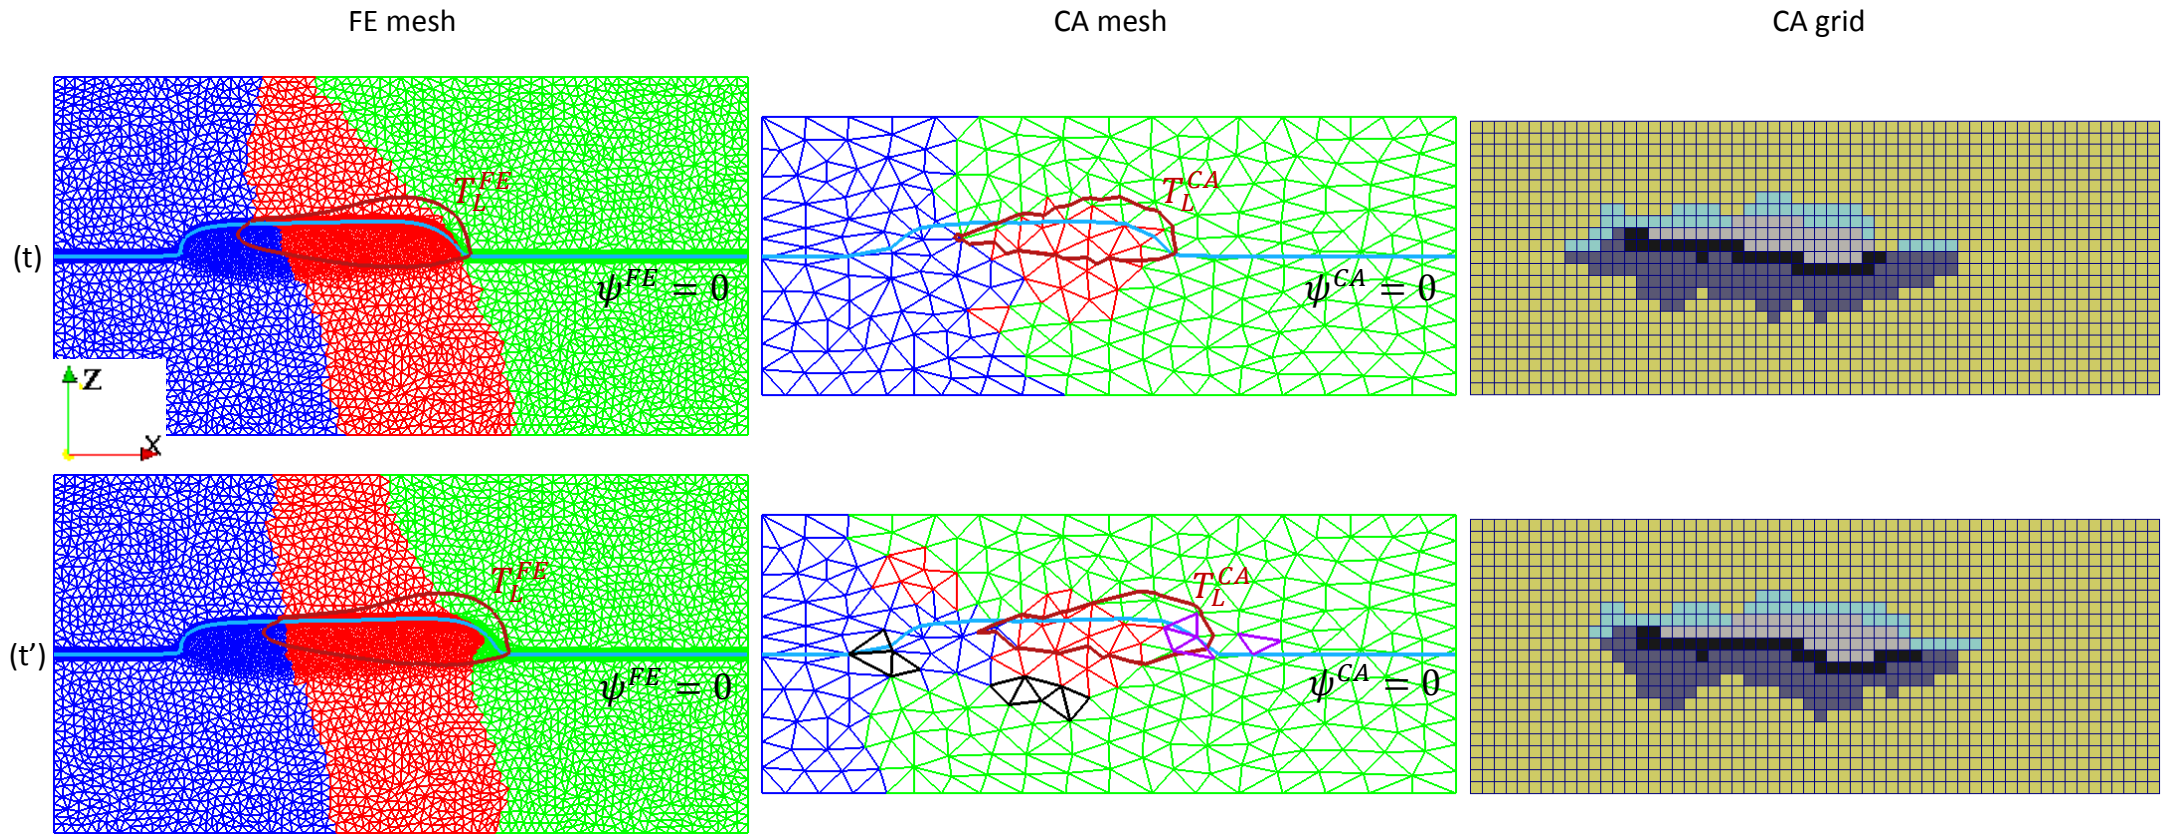 FE mesh CA mesh CA grid
(t)
T_L^{FE}
ψ^{FE} = 0
T_L^{CA}
ψ^{CA} = 0
Z
X
(t')
T_L^{FE}
ψ^{FE} = 0
T_L^{CA}
ψ^{CA} = 0